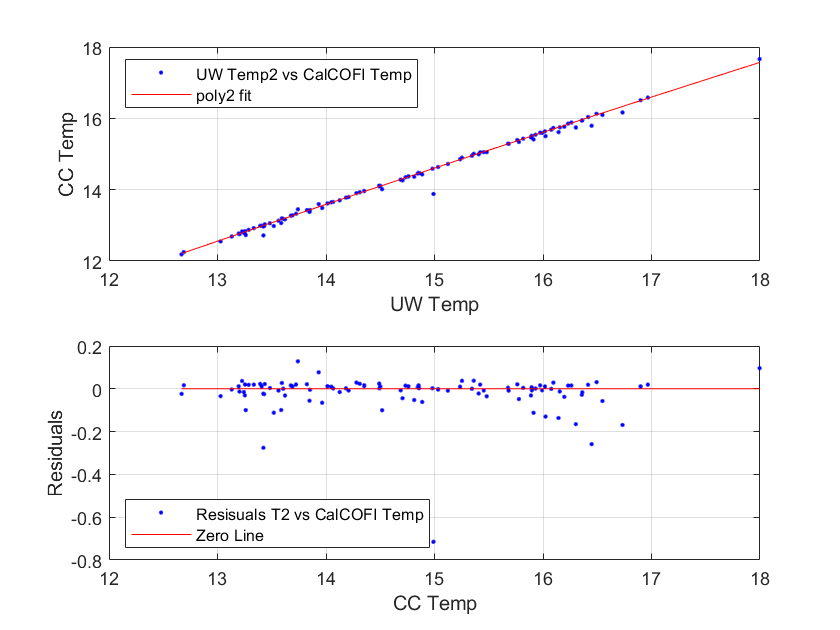 18
16
14
12
CC Temp
UW Temp2 vs CalCOFI Temp
poly2 fit
12 13 14 15 16 17 18
UW Temp
0.2
0
-0.2
-0.4
-0.6
-0.8
Residuals
Resisuals T2 vs CalCOFI Temp
Zero Line
12 13 14 15 16 17 18
CC Temp